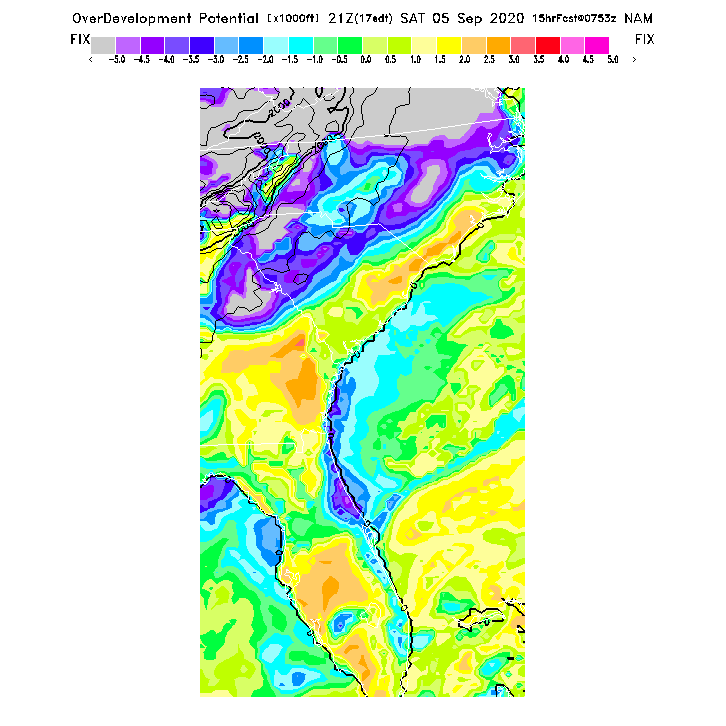 OverDevelopment Potential [x1000ft] 21Z(17edt) SAT 05 Sep 2020 15hrFcst@0753z NAM
FIX FIX
< -5.0 -4.5 -4.0 -3.5 -3.0 -2.5 -2.0 -1.5 -1.0 -0.5 0.0 0.5 1.0 1.5 2.0 2.5 3.0 3.5 4.0 4.5 5.0 >
2000